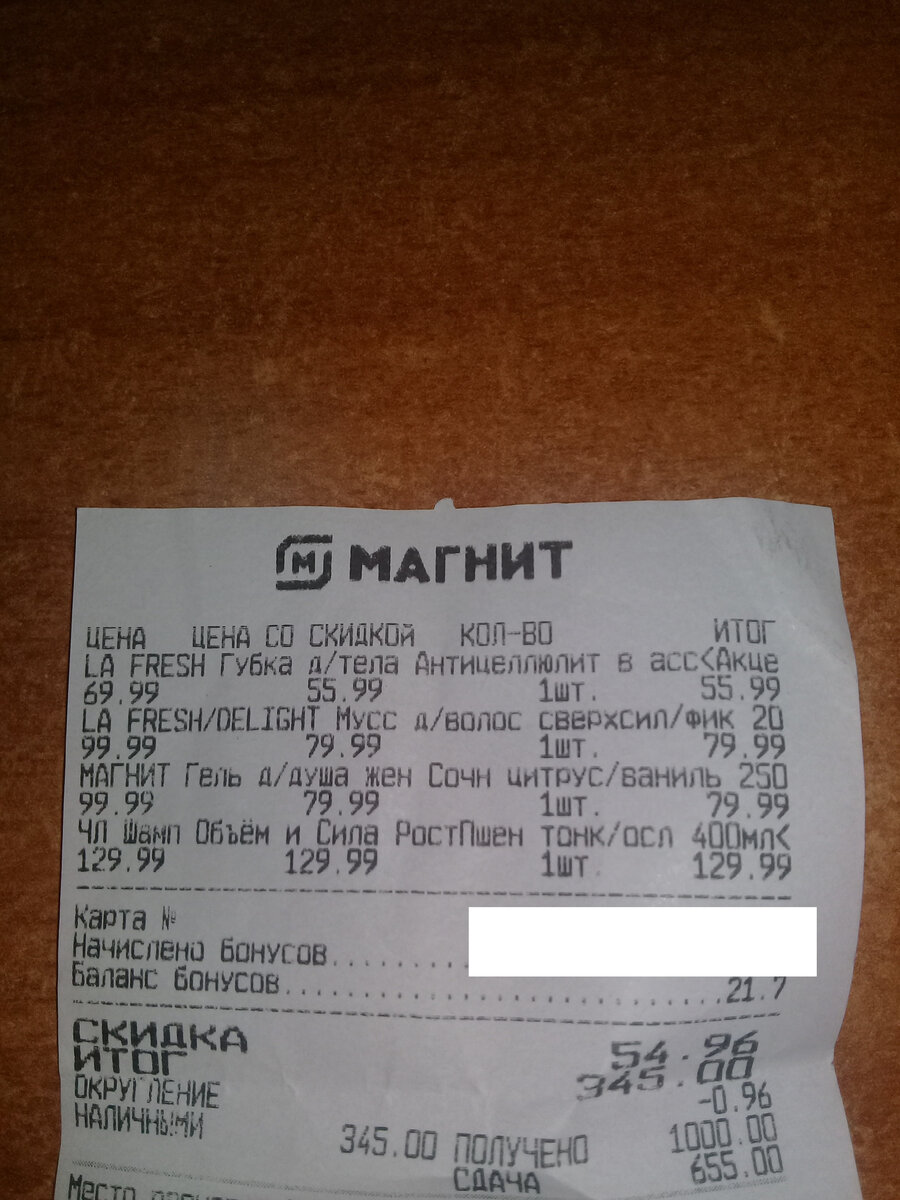 М МАГНИТ
ЦЕНА ЦЕНА СО СКИДКОЙ КОЛ-ВО ИТОГ
LA FRESH Губка д/тела Антицеллюлит в асс<Акце
69.99 55.99 1шт. 55.99
LA FRESH/DELIGHT Мусс д/волос сверхсил/фик 20
99.99 79.99 1шт. 79.99
МАГНИТ Гель д/душа жен Сочн цитрус/ваниль 250
99.99 79.99 1шт. 79.99
ЧЛ Шамп Объём и Сила РостПшен тонк/осл 400мл<
129.99 129.99 1шт. 129.99
Карта №
Начислено бонусов........
Баланс бонусов..............................21.7
СКИДКА 54.96
ИТОГ 345.00
ОКРУГЛЕНИЕ -0.96
НАЛИЧНЫМИ
345.00 ПОЛУЧЕНО 1000.00
СДАЧА 655.00
Место